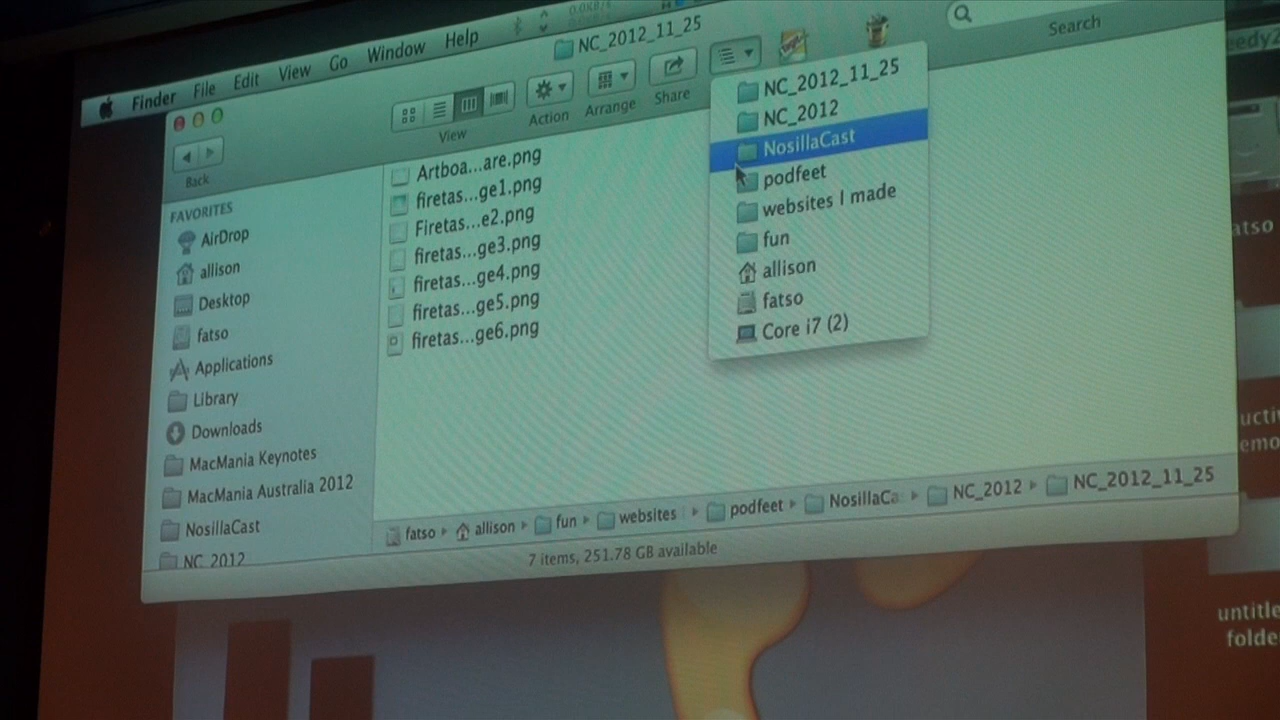 Finder File Edit View Go Window Help
NC_2012_11_25
Back
View
Action
Arrange
Share
Search
FAVORITES
AirDrop
allison
Desktop
fatso
Applications
Library
Downloads
MacMania Keynotes
MacMania Australia 2012
NosillaCast
NC_2012
Artboa...are.png
firetas...ge1.png
Firetas...e2.png
firetas...ge3.png
firetas...ge4.png
firetas...ge5.png
firetas...ge6.png
NC_2012_11_25
NC_2012
NosillaCast
podfeet
websites I made
fun
allison
fatso
Core i7 (2)
fatso allison fun websites podfeet NosillaCa NC_2012 NC_2012_11_25
7 items, 251.78 GB available
eedy2
atso
ucti
emo
untitle
folde